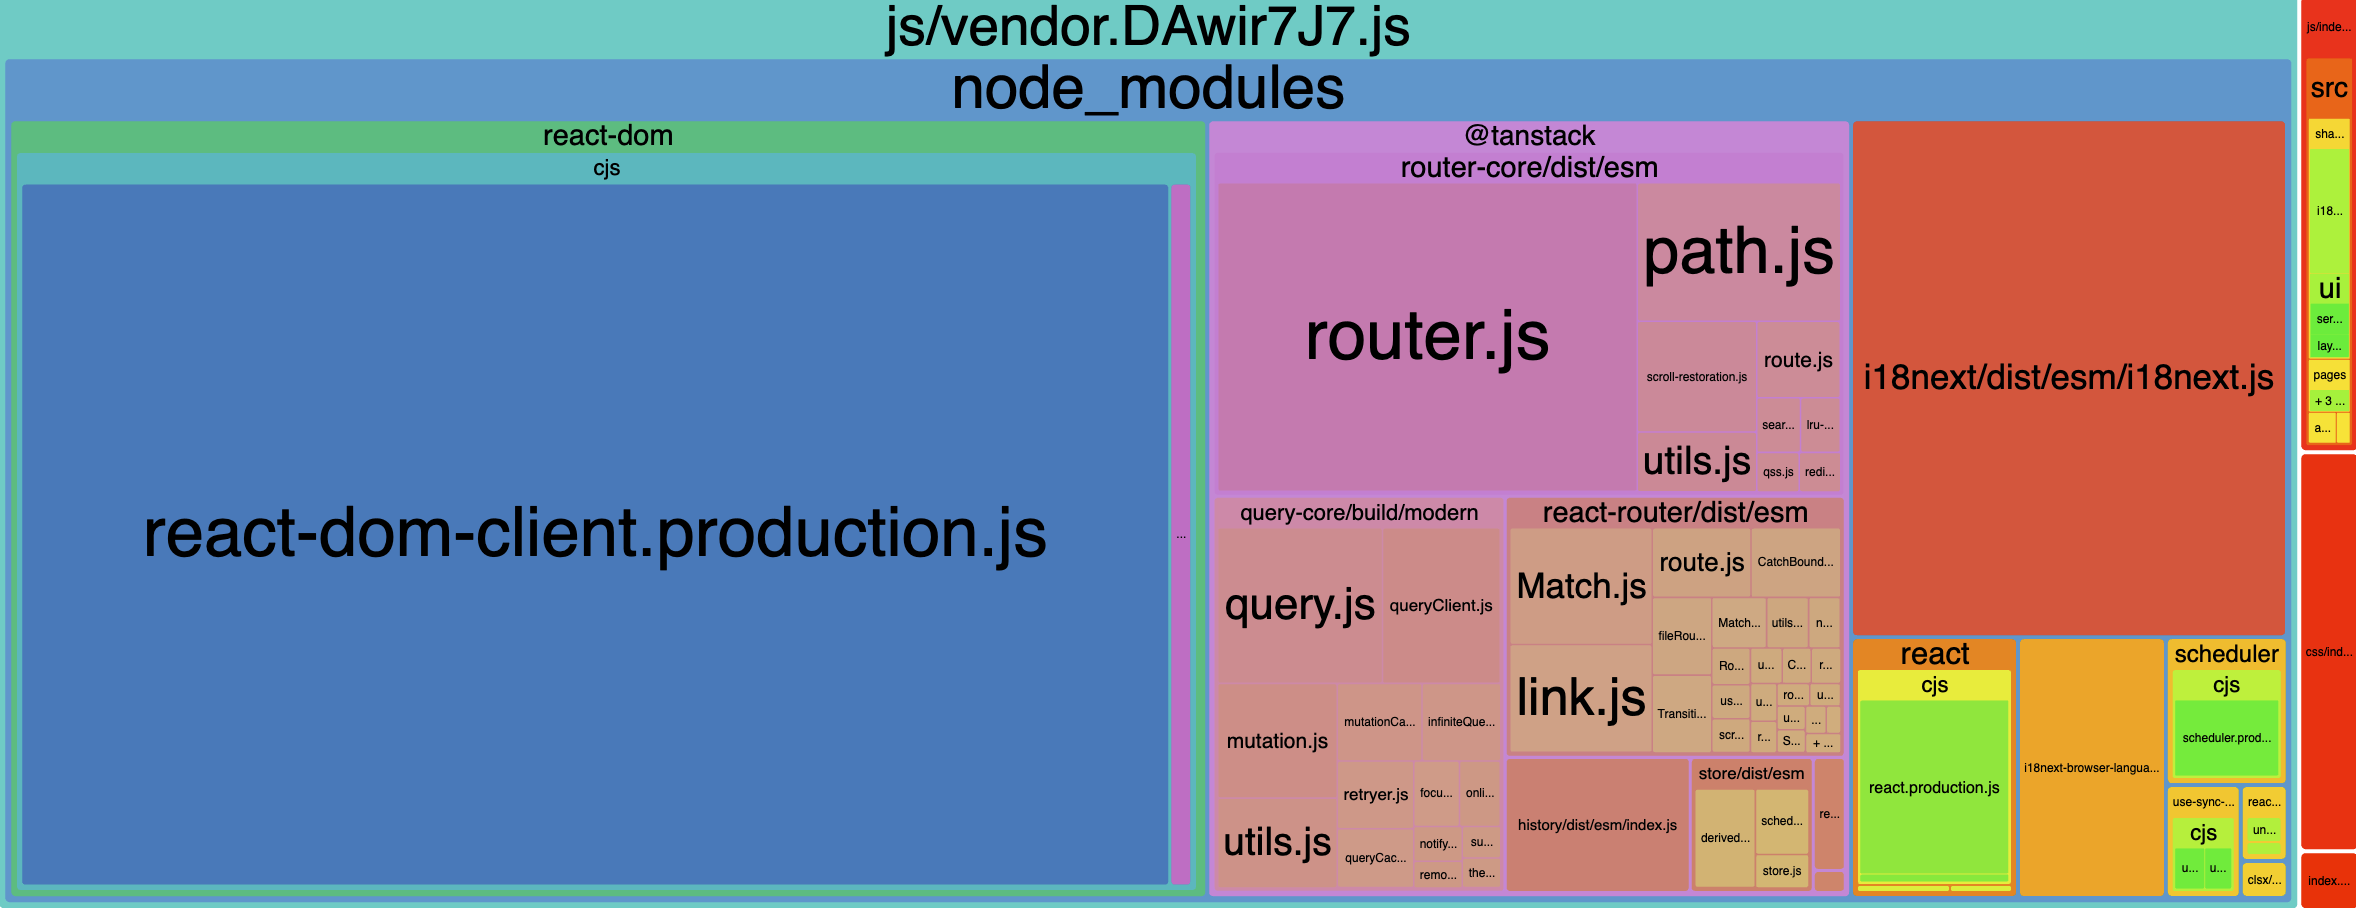 js/vendor.DAwir7J7.js
node_modules
react-dom
cjs
react-dom-client.production.js
...
@tanstack
router-core/dist/esm
router.js
path.js
scroll-restoration.js
route.js
sear...
lru-...
utils.js
qss.js
redi...
query-core/build/modern
query.js
queryClient.js
mutation.js
mutationCa...
infiniteQue...
utils.js
retryer.js
focu...
onli...
queryCac...
notify...
su...
remo...
the...
react-router/dist/esm
Match.js
link.js
route.js
CatchBound...
fileRou...
Match...
utils...
n...
Transiti...
Ro...
u...
C...
r...
us...
u...
ro...
u...
u...
...
scr...
r...
S...
+ ...
history/dist/esm/index.js
store/dist/esm
derived...
sched...
store.js
re...
i18next/dist/esm/i18next.js
react
cjs
react.production.js
i18next-browser-langua...
scheduler
cjs
scheduler.prod...
use-sync-...
cjs
u...
u...
reac...
un...
clsx/...
js/inde...
src
sha...
i18...
ui
ser...
lay...
pages
+ 3 ...
a...
css/ind...
index....